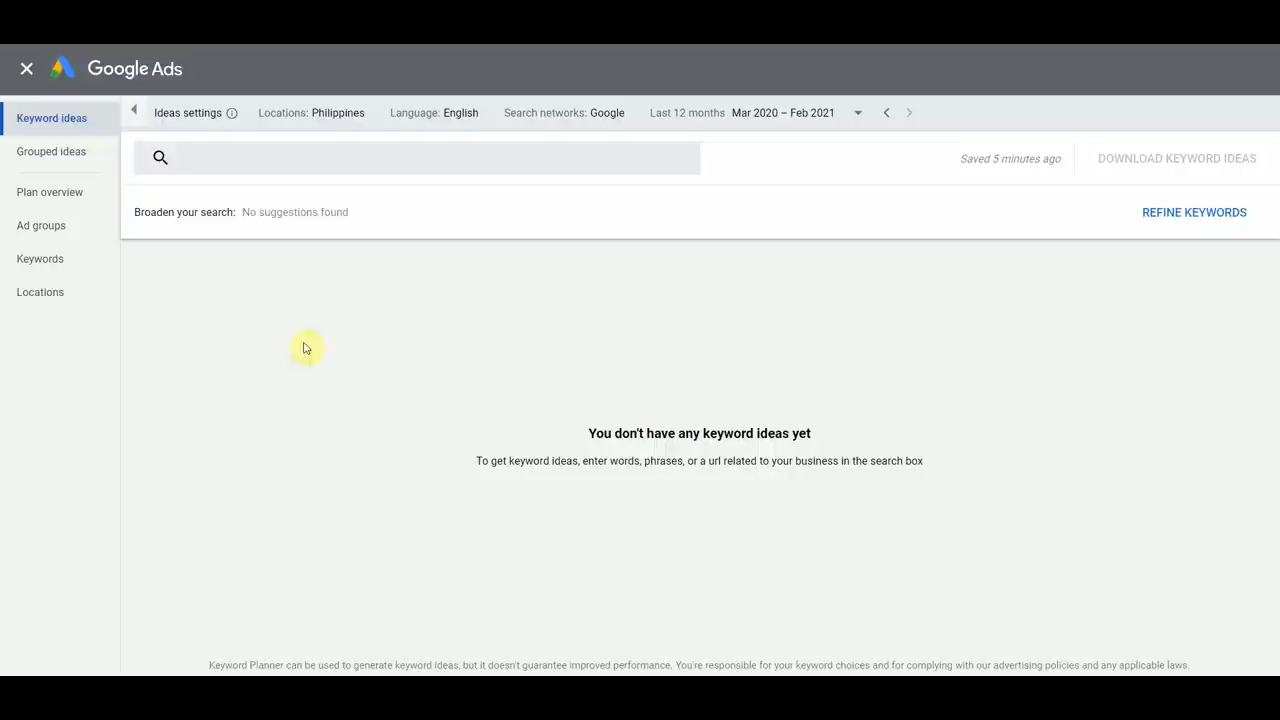 Google Ads
Keyword ideas
Grouped ideas
Plan overview
Ad groups
Keywords
Locations
Ideas settings Locations: Philippines Language: English Search networks: Google Last 12 months Mar 2020 – Feb 2021
Saved 5 minutes ago DOWNLOAD KEYWORD IDEAS
Broaden your search: No suggestions found REFINE KEYWORDS
You don't have any keyword ideas yet
To get keyword ideas, enter words, phrases, or a url related to your business in the search box
Keyword Planner can be used to generate keyword ideas, but it doesn't guarantee improved performance. You're responsible for your keyword choices and for complying with our advertising policies and any applicable laws.